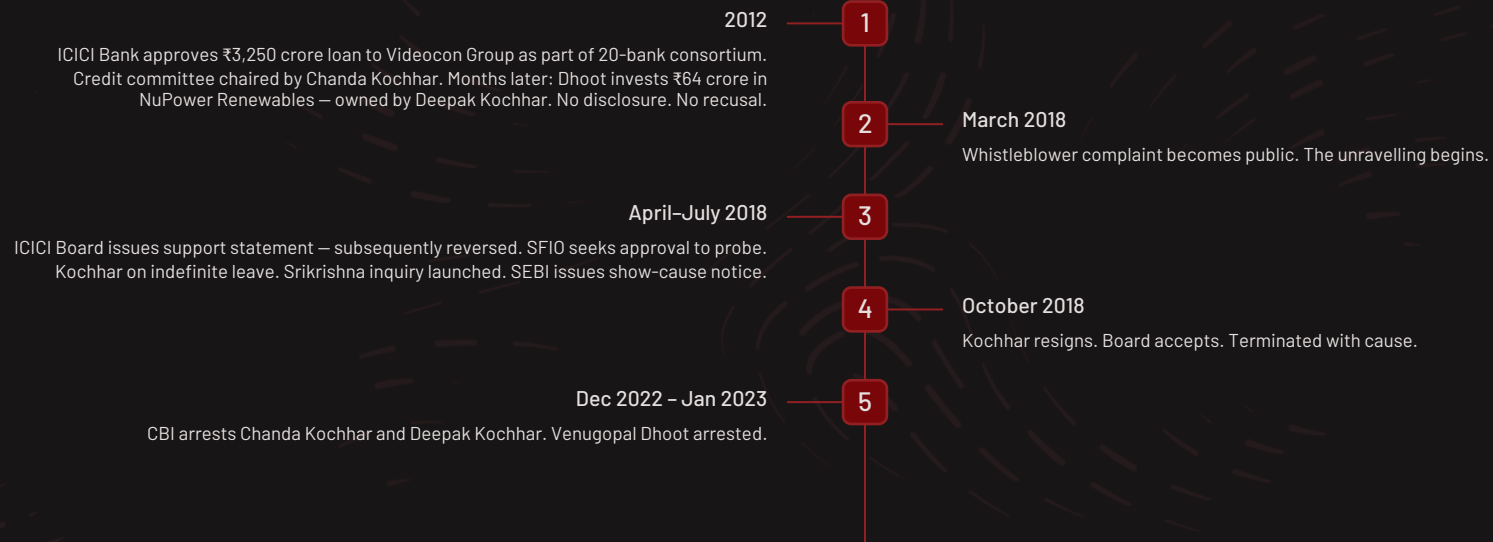 2012
1
ICICI Bank approves ₹3,250 crore loan to Videocon Group as part of 20-bank consortium.
Credit committee chaired by Chanda Kochhar. Months later: Dhoot invests ₹64 crore in
NuPower Renewables — owned by Deepak Kochhar. No disclosure. No recusal.
2
March 2018
Whistleblower complaint becomes public. The unravelling begins.
April–July 2018
3
ICICI Board issues support statement — subsequently reversed. SFIO seeks approval to probe.
Kochhar on indefinite leave. Srikrishna inquiry launched. SEBI issues show-cause notice.
4
October 2018
Kochhar resigns. Board accepts. Terminated with cause.
Dec 2022 – Jan 2023
5
CBI arrests Chanda Kochhar and Deepak Kochhar. Venugopal Dhoot arrested.